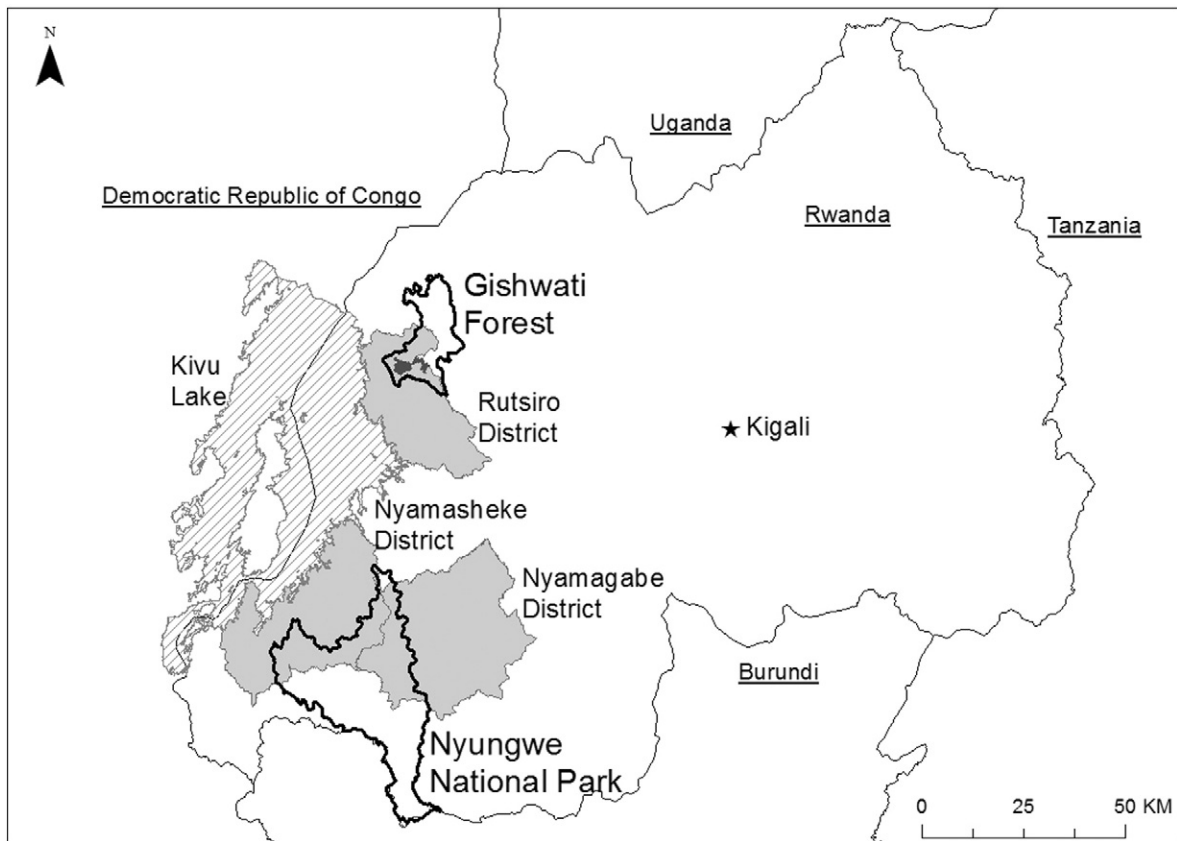 N
Uganda
Democratic Republic of Congo
Rwanda
Tanzania
Gishwati
Forest
Kivu
Lake
Rutsiro
District
Kigali
Nyamasheke
District
Nyamagabe
District
Burundi
Nyungwe
National Park
0 25 50 KM